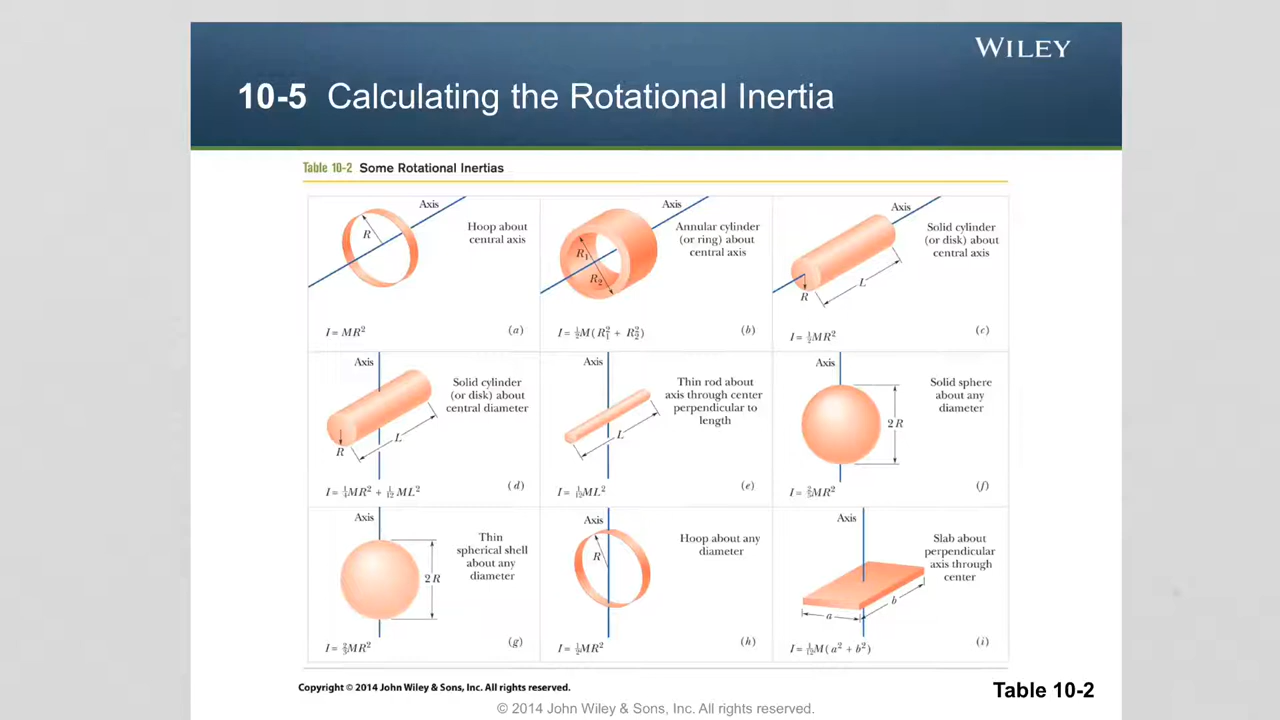 WILEY
10-5 Calculating the Rotational Inertia
Table 10-2 Some Rotational Inertias
Axis
R
Hoop about
central axis
I = MR²
(a)
Axis
R₁
R₂
Annular cylinder
(or ring) about
central axis
I = ½M(R₁² + R₂²)
(b)
Axis
R
L
Solid cylinder
(or disk) about
central axis
I = ½MR²
(c)
Axis
R
L
Solid cylinder
(or disk) about
central diameter
I = ¼MR² + 1/12 ML²
(d)
Axis
L
Thin rod about
axis through center
perpendicular to
length
I = 1/12 ML²
(e)
Axis
2R
Solid sphere
about any
diameter
I = ⅖MR²
(f)
Axis
2R
Thin
spherical shell
about any
diameter
I = ⅔MR²
(g)
Axis
R
Hoop about any
diameter
I = ½MR²
(h)
Axis
a
b
Slab about
perpendicular
axis through
center
I = 1/12 M(a² + b²)
(i)
Copyright © 2014 John Wiley & Sons, Inc. All rights reserved.
Table 10-2
© 2014 John Wiley & Sons, Inc. All rights reserved.